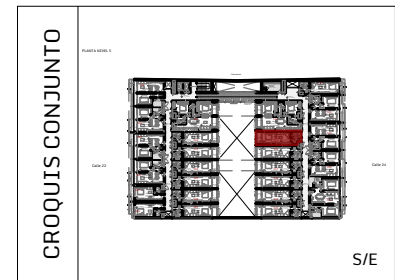 CROQUIS CONJUNTO
PLANTA NIVEL 5
Calle 22
Calle 24
S/E